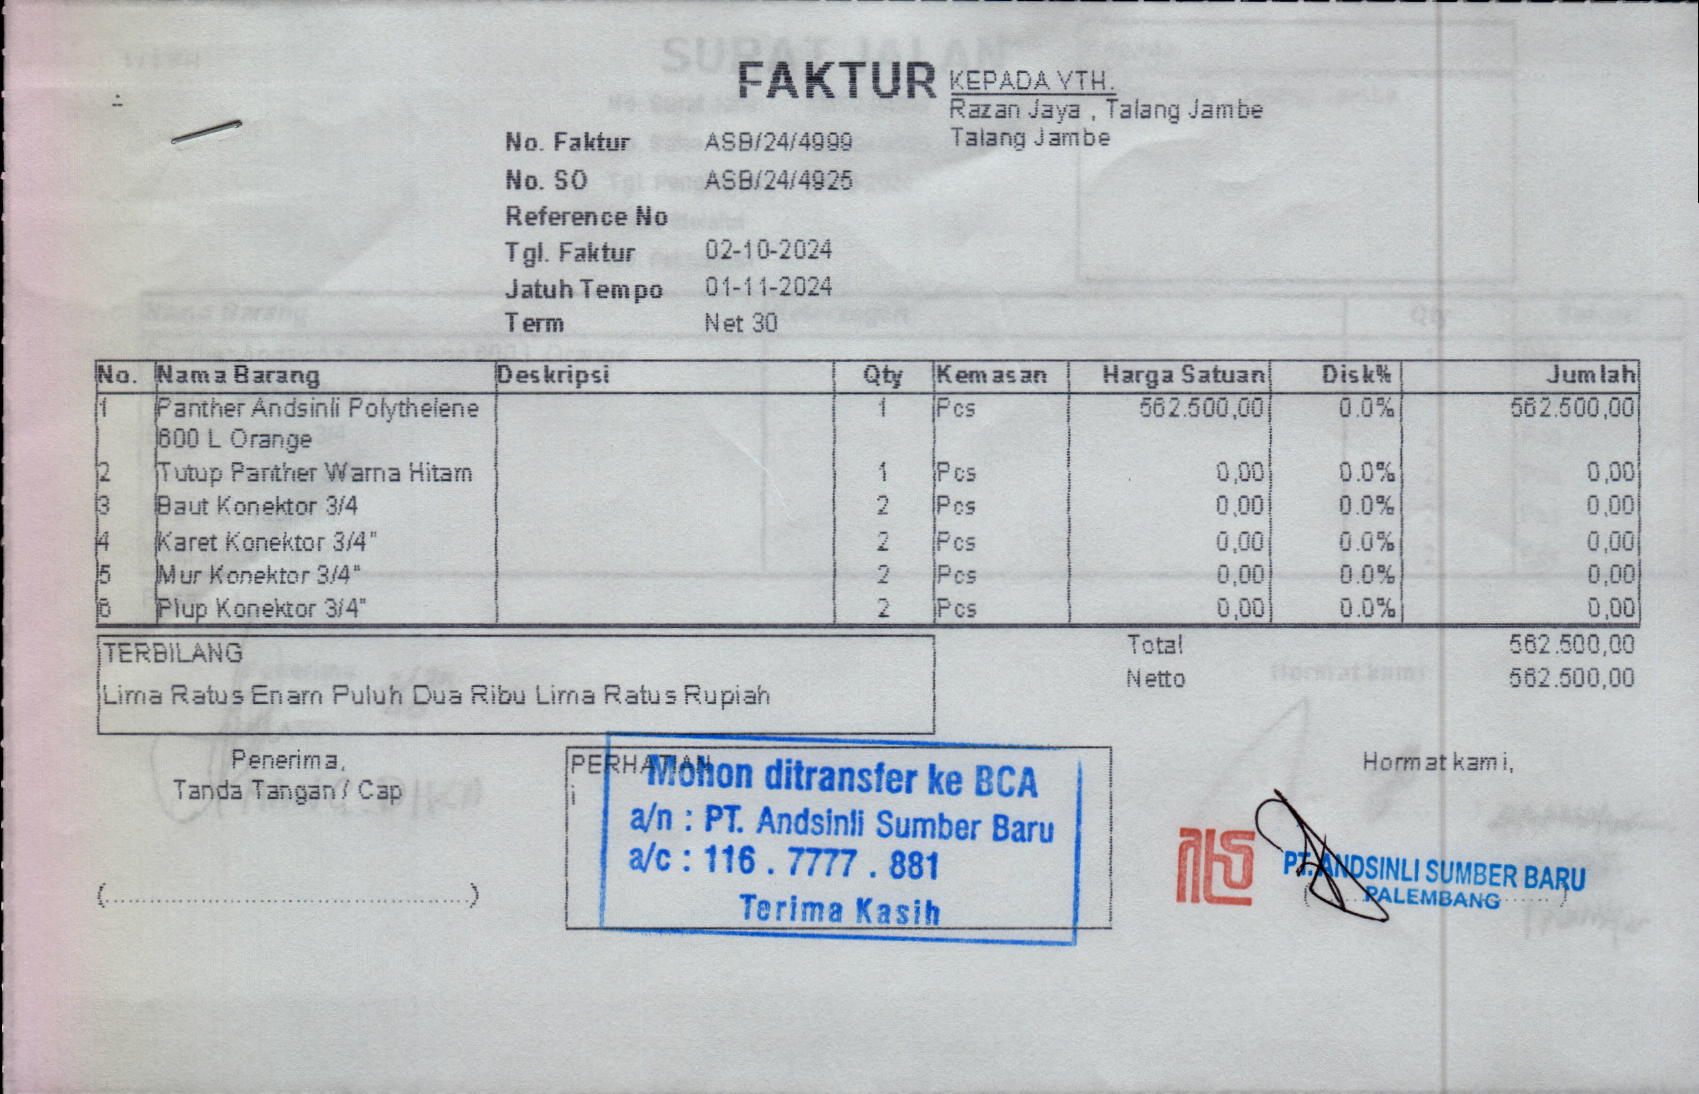 FAKTUR
KEPADA YTH.
Razan Jaya , Talang Jambe
Talang Jambe
No. Faktur ASB/24/4999
No. SO ASB/24/4925
Reference No
Tgl. Faktur 02-10-2024
Jatuh Tempo 01-11-2024
Term Net 30
No. Nama Barang Deskripsi Qty Kemasan Harga Satuan Disk% Jumlah
1 Panther Andsinli Polythelene 1 Pcs 562.500,00 0.0% 562.500,00
600 L Orange
2 Tutup Panther Warna Hitam 1 Pcs 0,00 0.0% 0,00
3 Baut Konektor 3/4 2 Pcs 0,00 0.0% 0,00
4 Karet Konektor 3/4" 2 Pcs 0,00 0.0% 0,00
5 Mur Konektor 3/4" 2 Pcs 0,00 0.0% 0,00
6 Plup Konektor 3/4" 2 Pcs 0,00 0.0% 0,00
Total 562.500,00
Netto 562.500,00
TERBILANG
Lima Ratus Enam Puluh Dua Ribu Lima Ratus Rupiah
Penerima,
Tanda Tangan / Cap
(................................................)
PERHATIAN
i
Mohon ditransfer ke BCA
a/n : PT. Andsinli Sumber Baru
a/c : 116 . 7777 . 881
Terima Kasih
Hormat kami,
PT. ANDSINLI SUMBER BARU
PALEMBANG